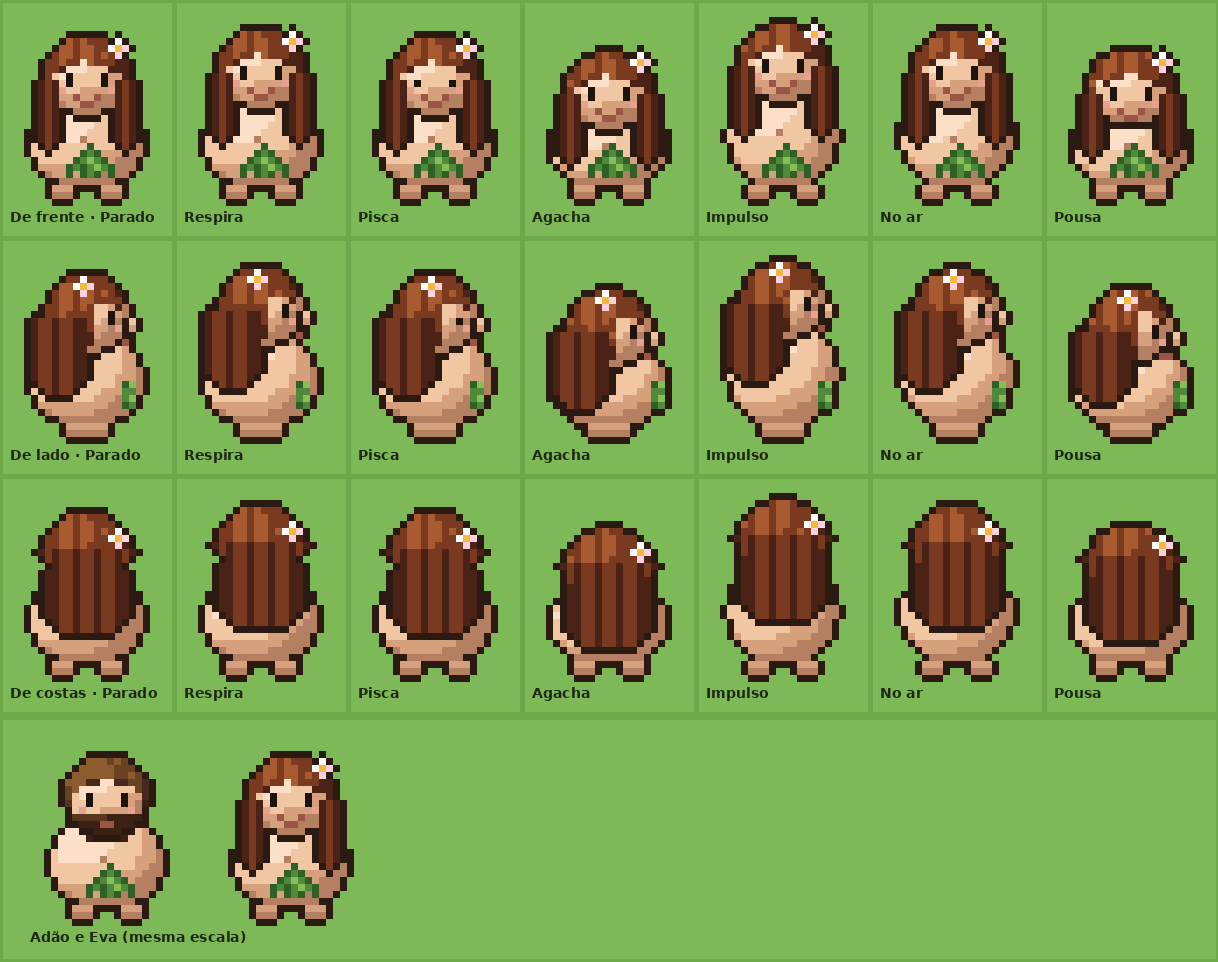 De frente · Parado Respira Pisca Agacha Impulso No ar Pousa
De lado · Parado Respira Pisca Agacha Impulso No ar Pousa
De costas · Parado Respira Pisca Agacha Impulso No ar Pousa
Adão e Eva (mesma escala)